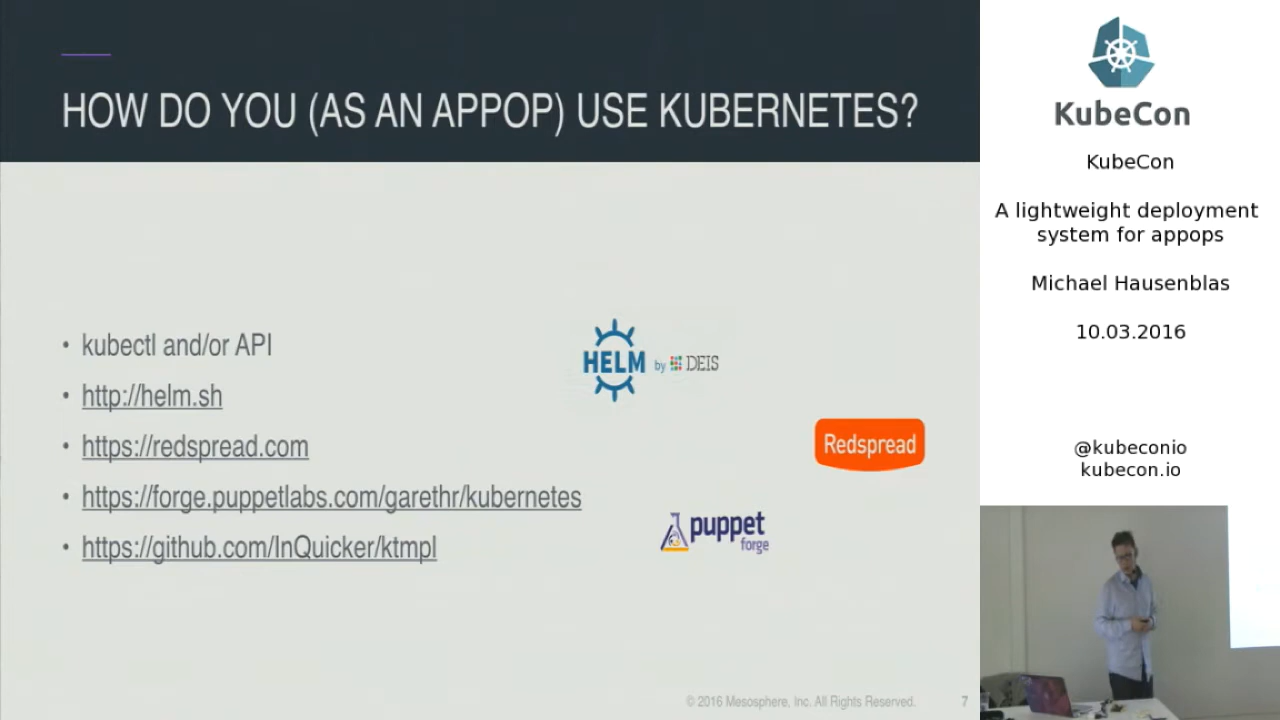 HOW DO YOU (AS AN APPOP) USE KUBERNETES?
• kubectl and/or API
• http://helm.sh
• https://redspread.com
• https://forge.puppetlabs.com/garethr/kubernetes
• https://github.com/InQuicker/ktmpl
HELM by DEIS
Redspread
puppet
forge
© 2016 Mesosphere, Inc. All Rights Reserved.
7
KubeCon
KubeCon
A lightweight deployment
system for appops
Michael Hausenblas
10.03.2016
@kubeconio
kubecon.io